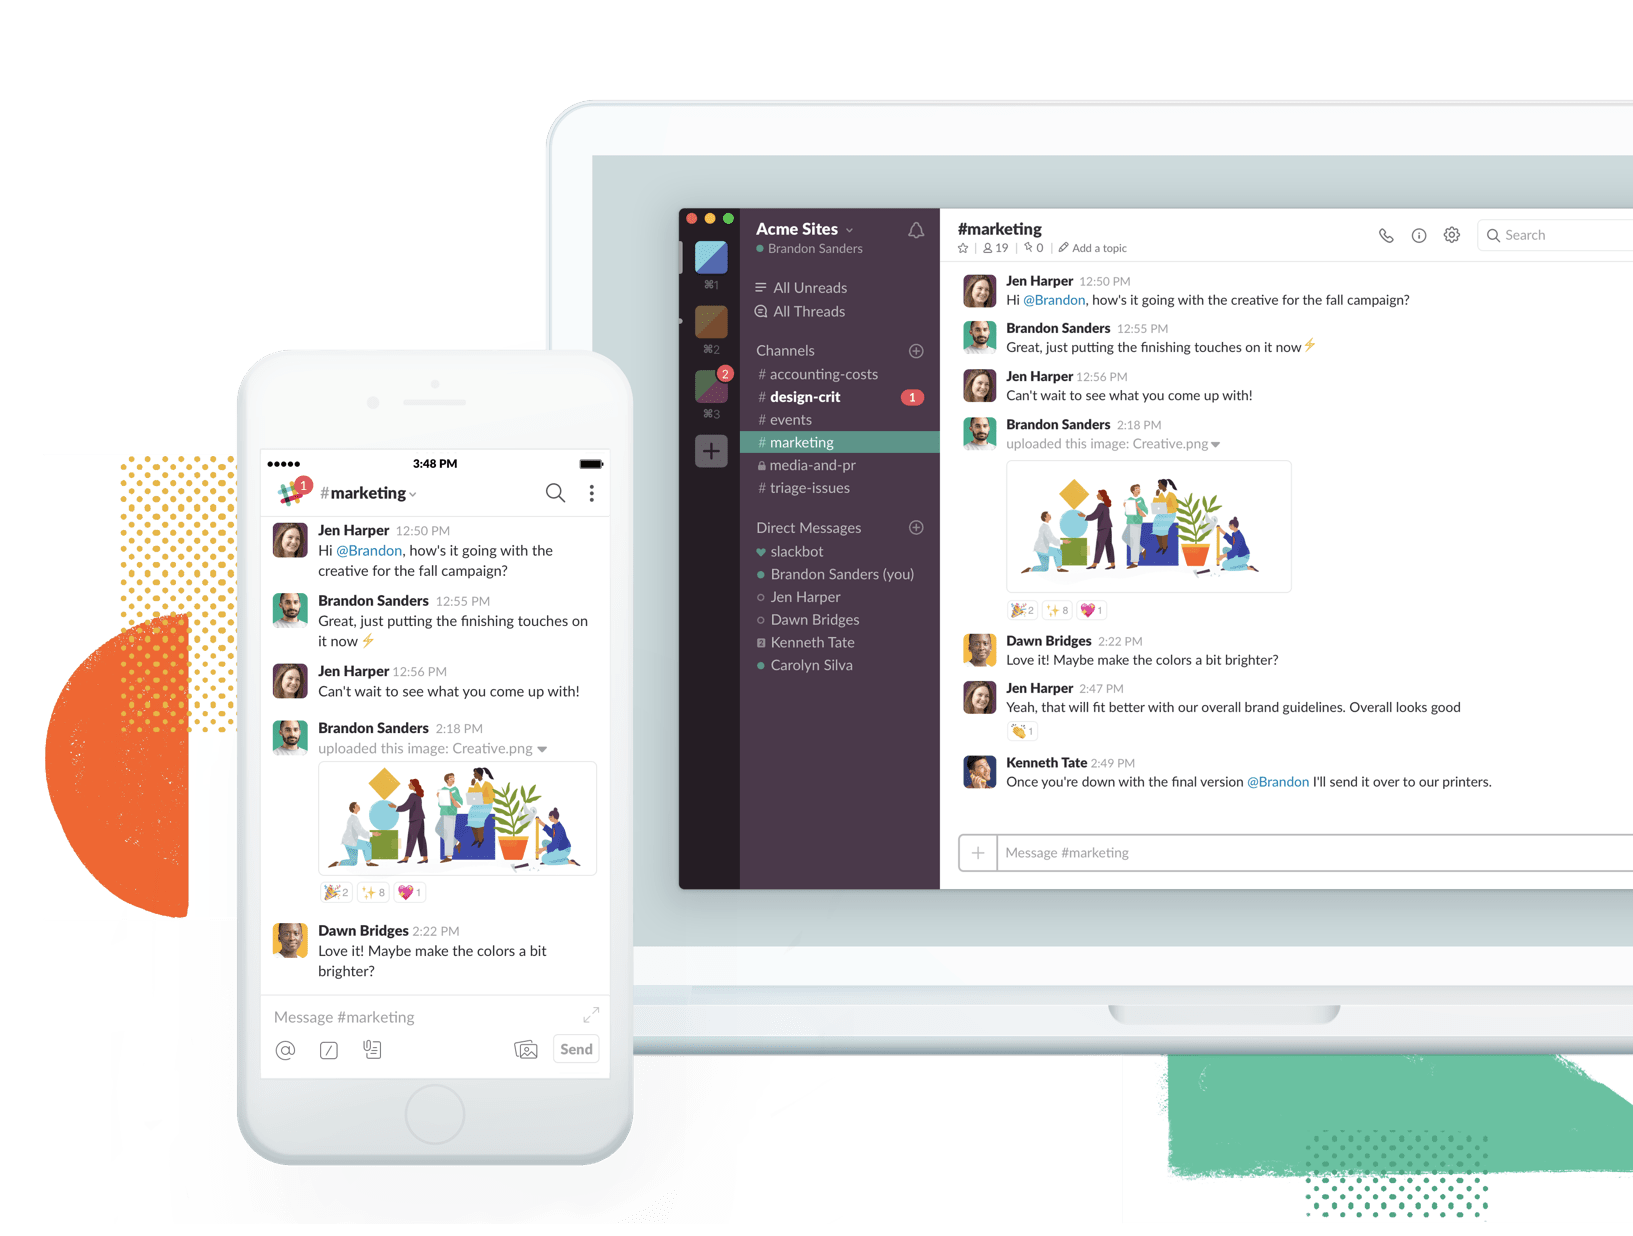 3:48 PM
1
#marketing
Jen Harper 12:50 PM
Hi @Brandon, how's it going with the
creative for the fall campaign?
Brandon Sanders 12:55 PM
Great, just putting the finishing touches on
it now⚡
Jen Harper 12:56 PM
Can't wait to see what you come up with!
Brandon Sanders 2:18 PM
uploaded this image: Creative.png
2 8 1
Dawn Bridges 2:22 PM
Love it! Maybe make the colors a bit
brighter?
Message #marketing
Send
⌘1
⌘2
2
⌘3
Acme Sites
Brandon Sanders
All Unreads
All Threads
Channels
# accounting-costs
# design-crit 1
# events
# marketing
media-and-pr
# triage-issues
Direct Messages
slackbot
Brandon Sanders (you)
Jen Harper
Dawn Bridges
Kenneth Tate
Carolyn Silva
#marketing
19 | 0 | Add a topic
Search
Jen Harper 12:50 PM
Hi @Brandon, how's it going with the creative for the fall campaign?
Brandon Sanders 12:55 PM
Great, just putting the finishing touches on it now⚡
Jen Harper 12:56 PM
Can't wait to see what you come up with!
Brandon Sanders 2:18 PM
uploaded this image: Creative.png
2 8 1
Dawn Bridges 2:22 PM
Love it! Maybe make the colors a bit brighter?
Jen Harper 2:47 PM
Yeah, that will fit better with our overall brand guidelines. Overall looks good
1
Kenneth Tate 2:49 PM
Once you're down with the final version @Brandon I'll send it over to our printers.
Message #marketing